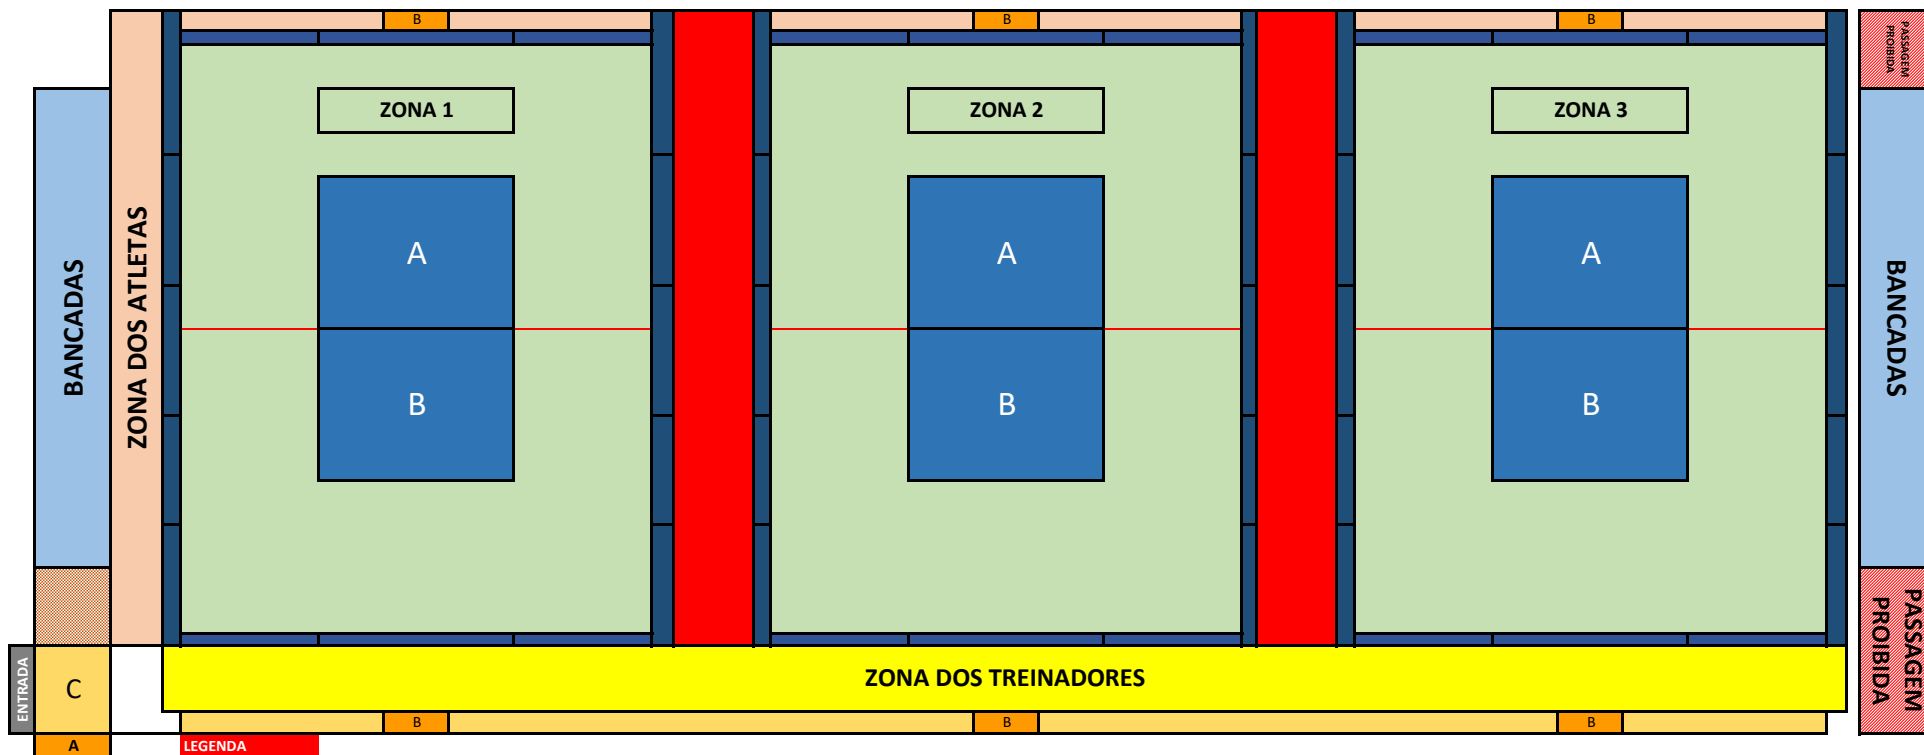 B
B
B
PASSAGEM
PROIBIDA
ZONA 1
ZONA 2
ZONA 3
BANCADAS
ZONA DOS ATLETAS
A
A
A
BANCADAS
B
B
B
PASSAGEM
PROIBIDA
ENTRADA
C
ZONA DOS TREINADORES
B
B
B
A
LEGENDA